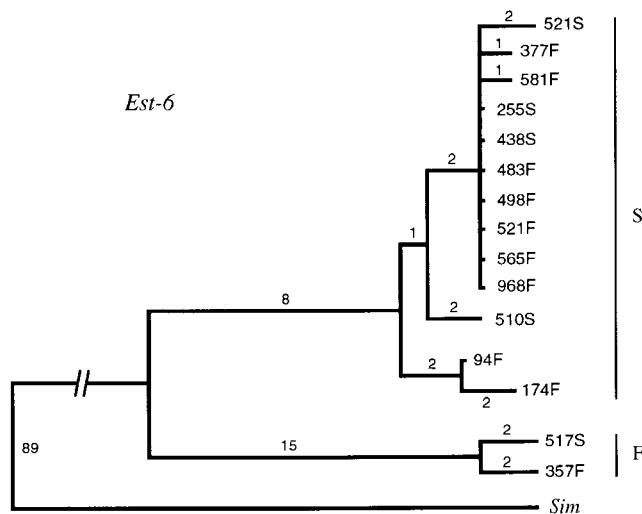 2 521S
1 377F
1 581F
Est-6
255S
438S
2 483F
498F
521F
S
1
565F
968F
8
2 510S
94F
2
174F
2
2 517S
89
15
F
2 357F
Sim